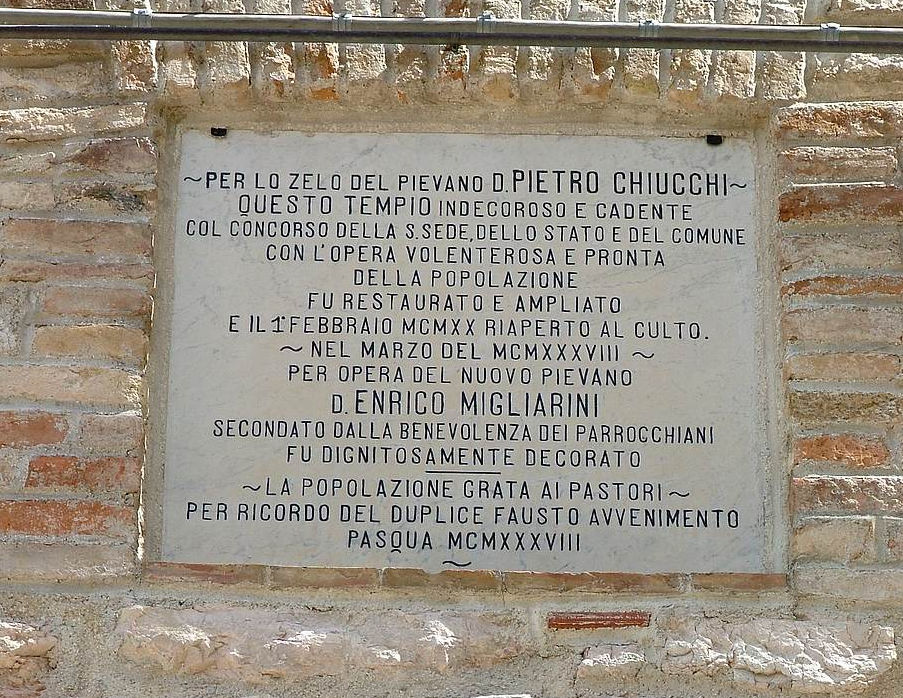 ~PER LO ZELO DEL PIEVANO D. PIETRO CHIUCCHI~
QUESTO TEMPIO INDECOROSO E CADENTE
COL CONCORSO DELLA S. SEDE, DELLO STATO E DEL COMUNE
CON L'OPERA VOLENTEROSA E PRONTA
DELLA POPOLAZIONE
FU RESTAURATO E AMPLIATO
E IL 1° FEBBRAIO MCMXX RIAPERTO AL CULTO.
~ NEL MARZO DEL MCMXXXVIII ~
PER OPERA DEL NUOVO PIEVANO
D. ENRICO MIGLIARINI
SECONDATO DALLA BENEVOLENZA DEI PARROCCHIANI
FU DIGNITOSAMENTE DECORATO
~LA POPOLAZIONE GRATA AI PASTORI~
PER RICORDO DEL DUPLICE FAUSTO AVVENIMENTO
PASQUA MCMXXXVIII
~